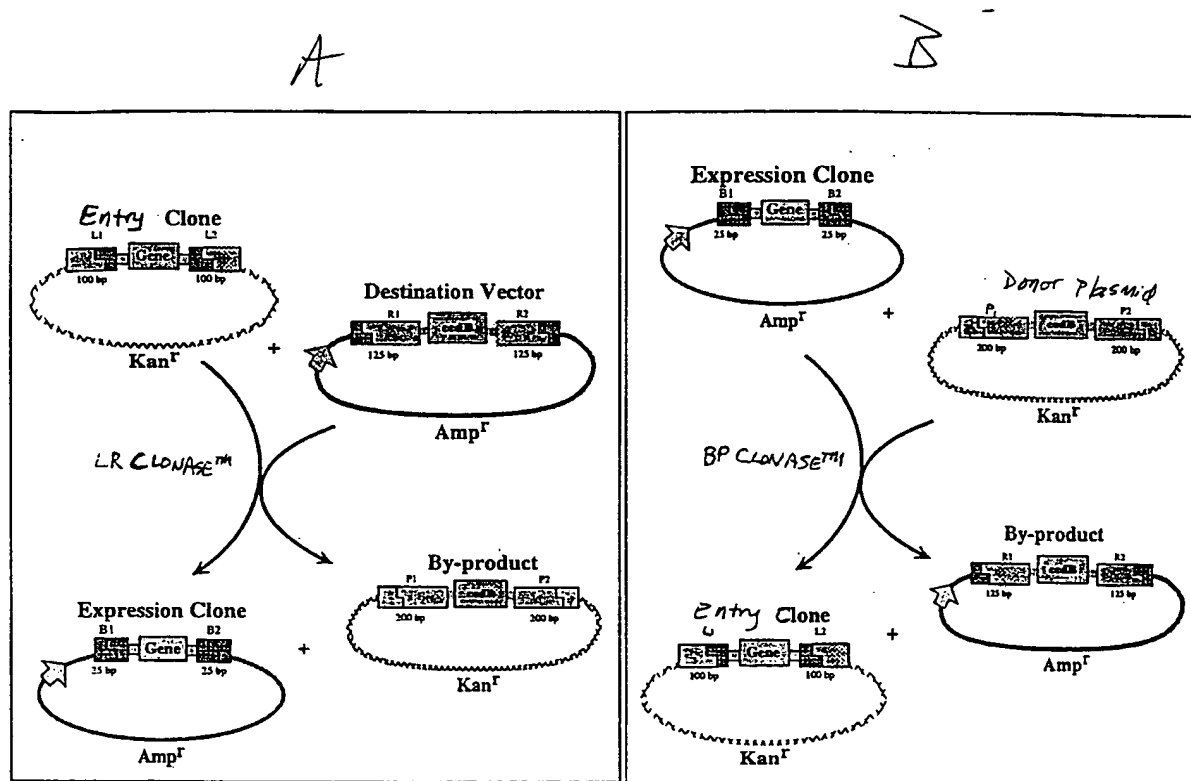 A
B
Entry Clone
L1
L2
Gene
100 bp
100 bp
Kanr
+
Destination Vector
R1
R2
ccdB
125 bp
125 bp
Ampr
LR CLONASE™
Expression Clone
B1
B2
Gene
25 bp
25 bp
Ampr
+
By-product
P1
P2
ccdB
200 bp
200 bp
Kanr
Expression Clone
B1
B2
Gene
25 bp
25 bp
Ampr
+
Donor plasmid
P1
P2
ccdB
200 bp
200 bp
Kanr
BP CLONASE™
Entry Clone
L2
Gene
100 bp
100 bp
Kanr
+
By-product
R1
R2
ccdB
125 bp
125 bp
Ampr